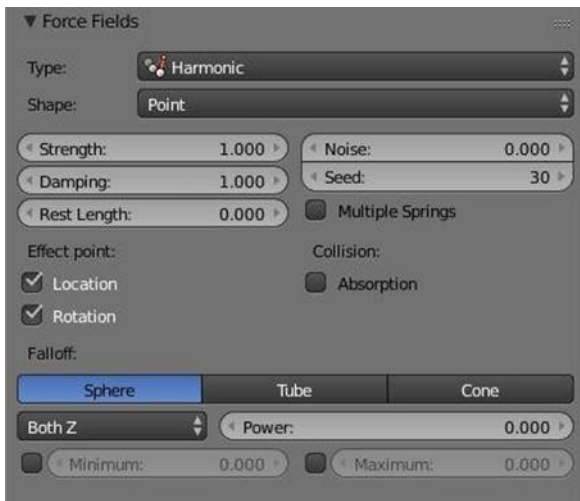 Force Fields
Type: Harmonic
Shape: Point
Strength: 1.000 Noise: 0.000
Damping: 1.000 Seed: 30
Rest Length: 0.000 Multiple Springs
Effect point: Collision:
Location Absorption
Rotation
Falloff:
Sphere Tube Cone
Both Z Power: 0.000
Minimum: 0.000 Maximum: 0.000